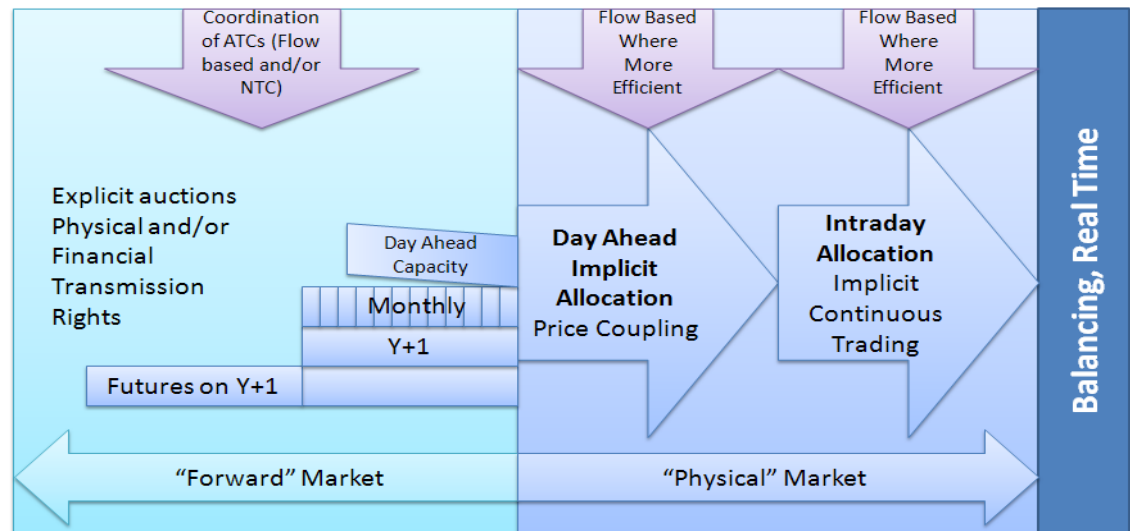 Coordination
of ATCs (Flow
based and/or
NTC)
Flow Based
Where
More
Efficient
Flow Based
Where
More
Efficient
Explicit auctions
Physical and/or
Financial
Transmission
Rights
Day Ahead
Capacity
Monthly
Y+1
Futures on Y+1
Day Ahead
Implicit
Allocation
Price Coupling
Intraday
Allocation
Implicit
Continuous
Trading
Balancing, Real Time
“Forward” Market
“Physical” Market